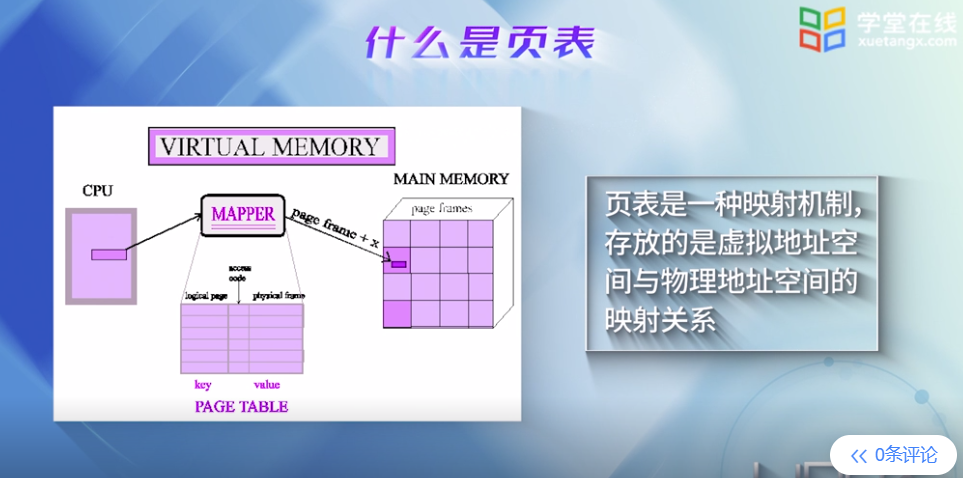 什么是页表
学堂在线
xuetangx.com
VIRTUAL MEMORY
CPU
MAIN MEMORY
MAPPER
page frames
page frame + x
access
code
logical page
physical frame
key
value
PAGE TABLE
页表是一种映射机制,
存放的是虚拟地址空
间与物理地址空间的
映射关系
0条评论